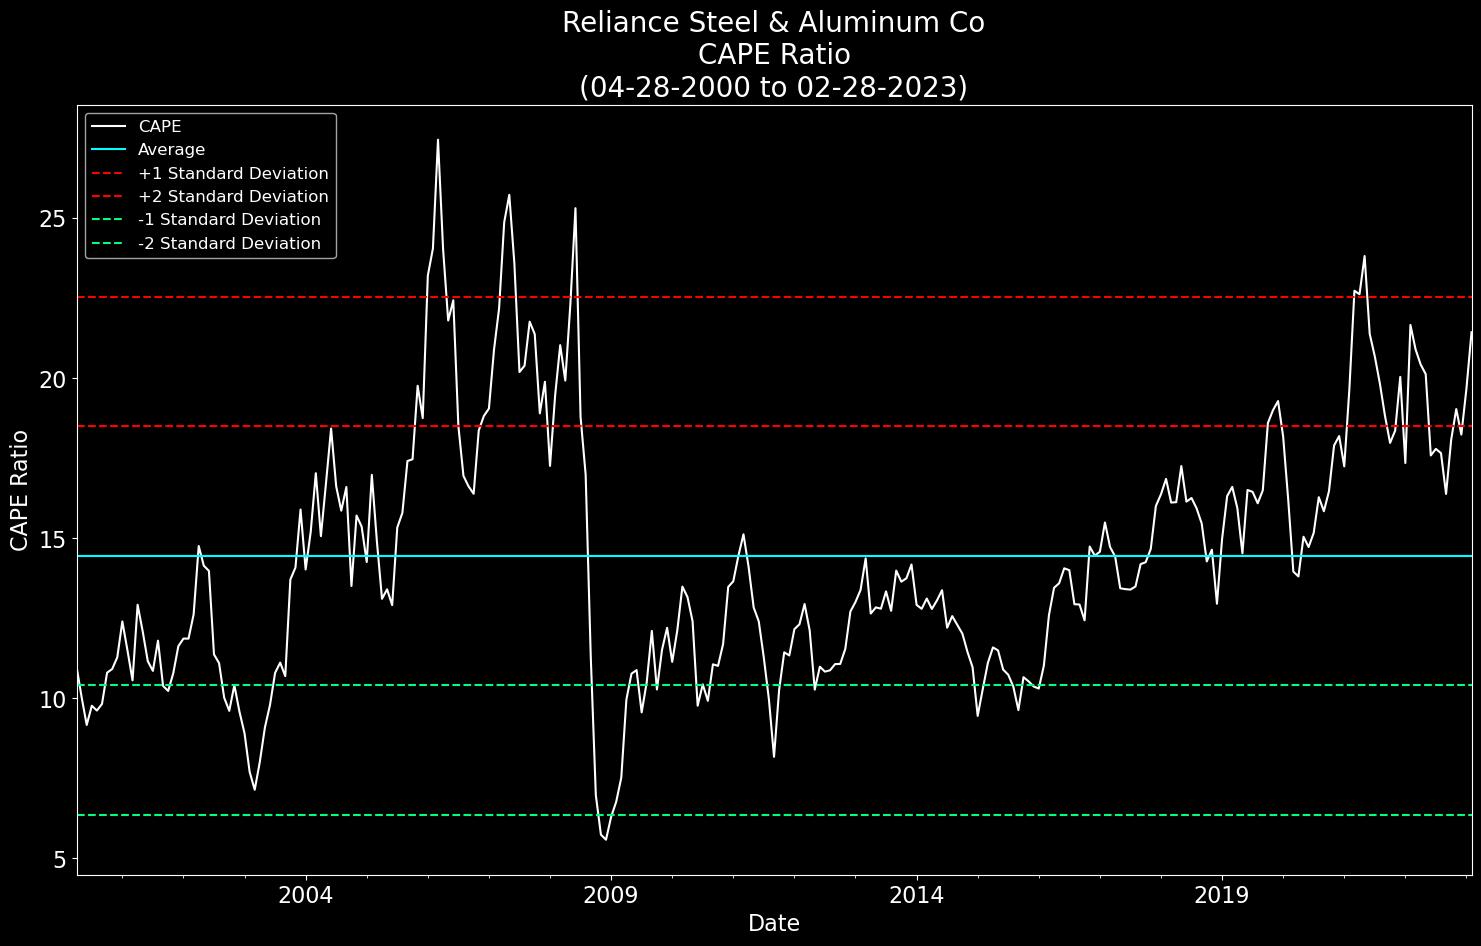 Reliance Steel & Aluminum Co
CAPE Ratio
(04-28-2000 to 02-28-2023)
CAPE
Average
+1 Standard Deviation
+2 Standard Deviation
-1 Standard Deviation
-2 Standard Deviation
25
20
15
10
5
CAPE Ratio
2004
2009
2014
2019
Date